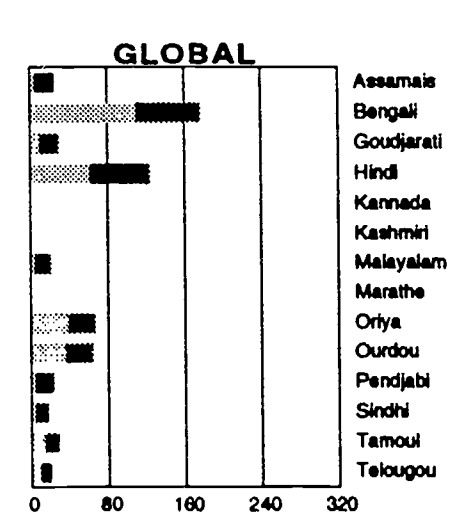 GLOBAL
Assamais
Bengali
Goudjarati
Hindi
Kannada
Kashmiri
Malayalam
Marathe
Oriya
Ourdou
Pendjabi
Sindhi
Tamoul
Telougou
0 80 160 240 320